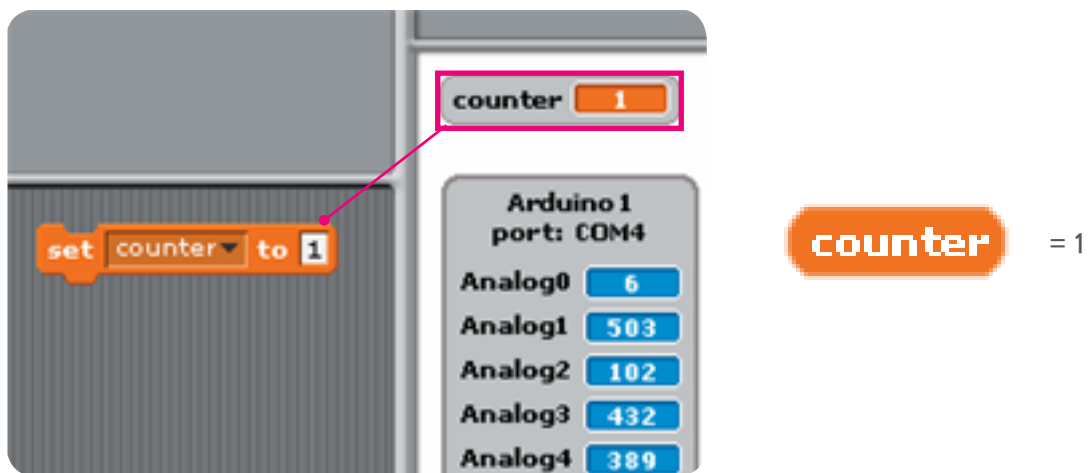 counter 1
set counter to 1
Arduino 1
port: COM4
Analog0 6
Analog1 503
Analog2 102
Analog3 432
Analog4 389
counter = 1